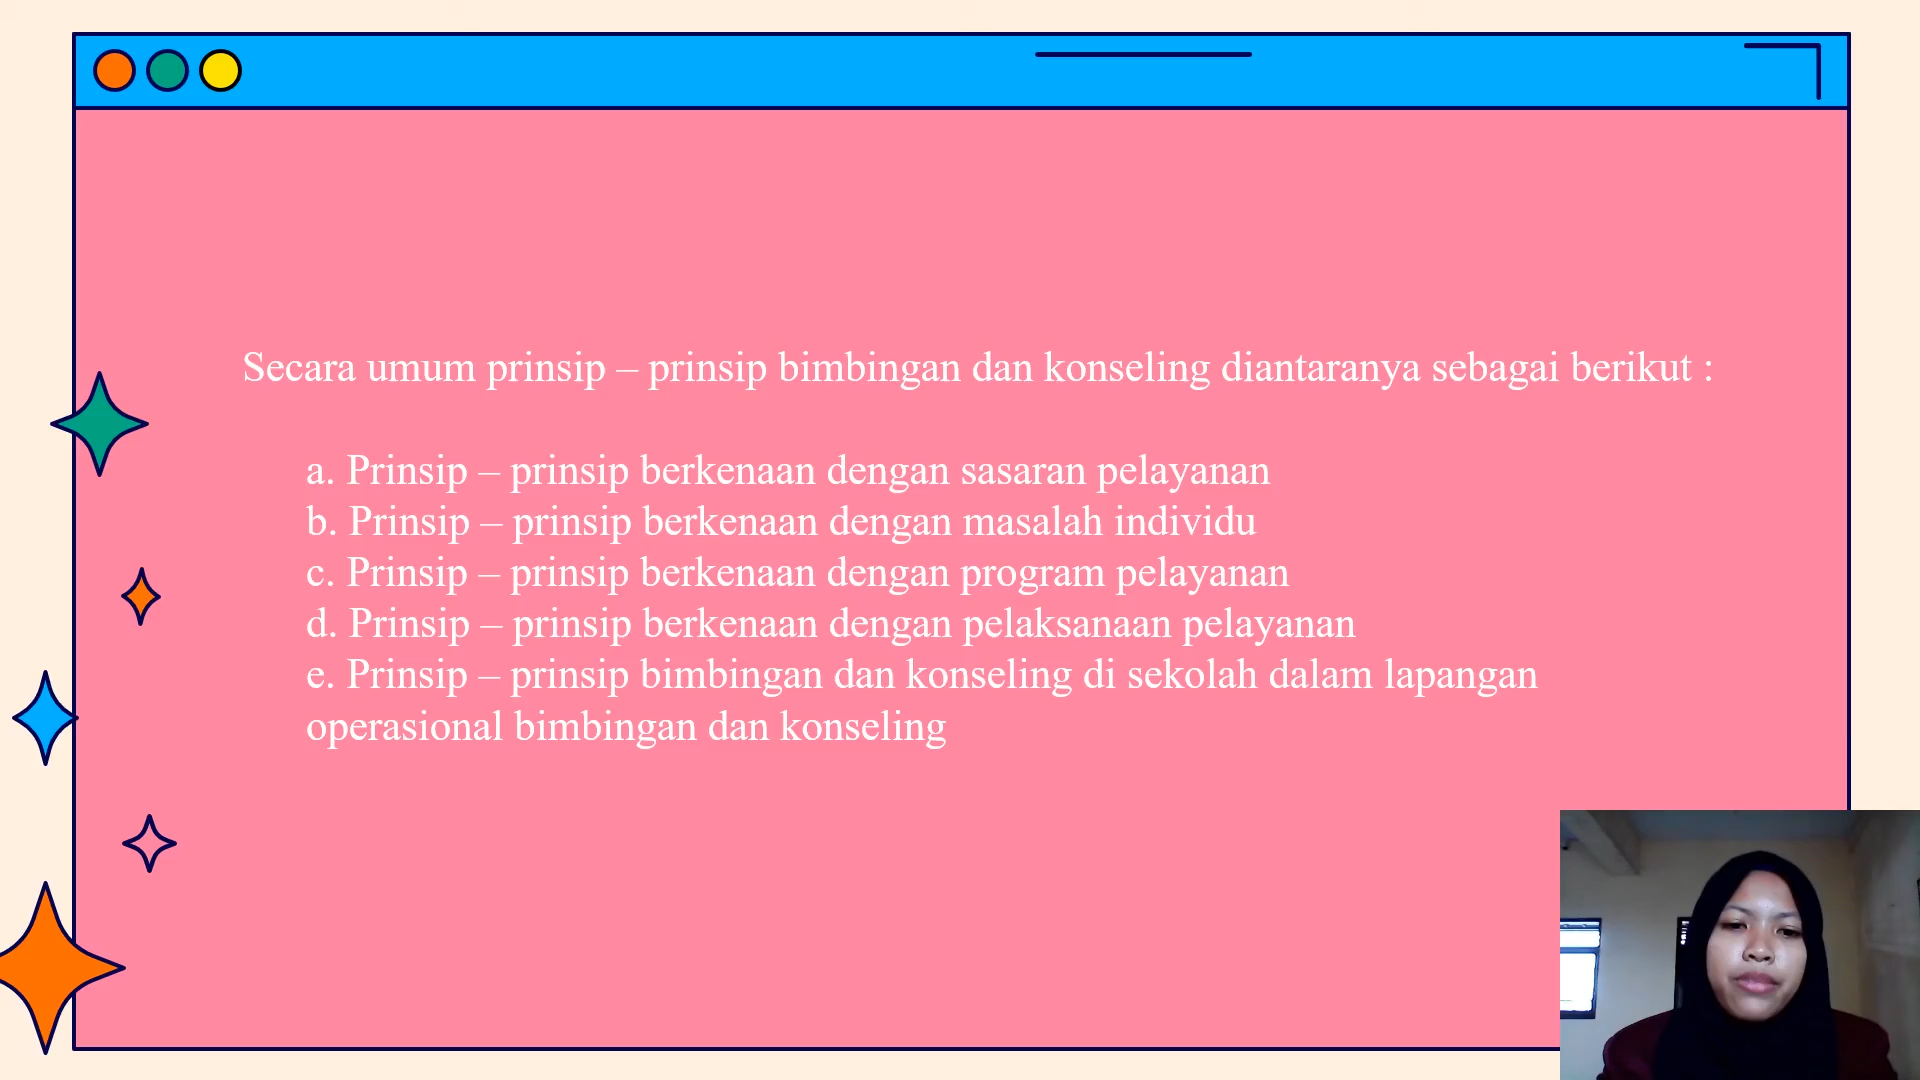 Secara umum prinsip – prinsip bimbingan dan konseling diantaranya sebagai berikut :
a. Prinsip – prinsip berkenaan dengan sasaran pelayanan
b. Prinsip – prinsip berkenaan dengan masalah individu
c. Prinsip – prinsip berkenaan dengan program pelayanan
d. Prinsip – prinsip berkenaan dengan pelaksanaan pelayanan
e. Prinsip – prinsip bimbingan dan konseling di sekolah dalam lapangan
operasional bimbingan dan konseling